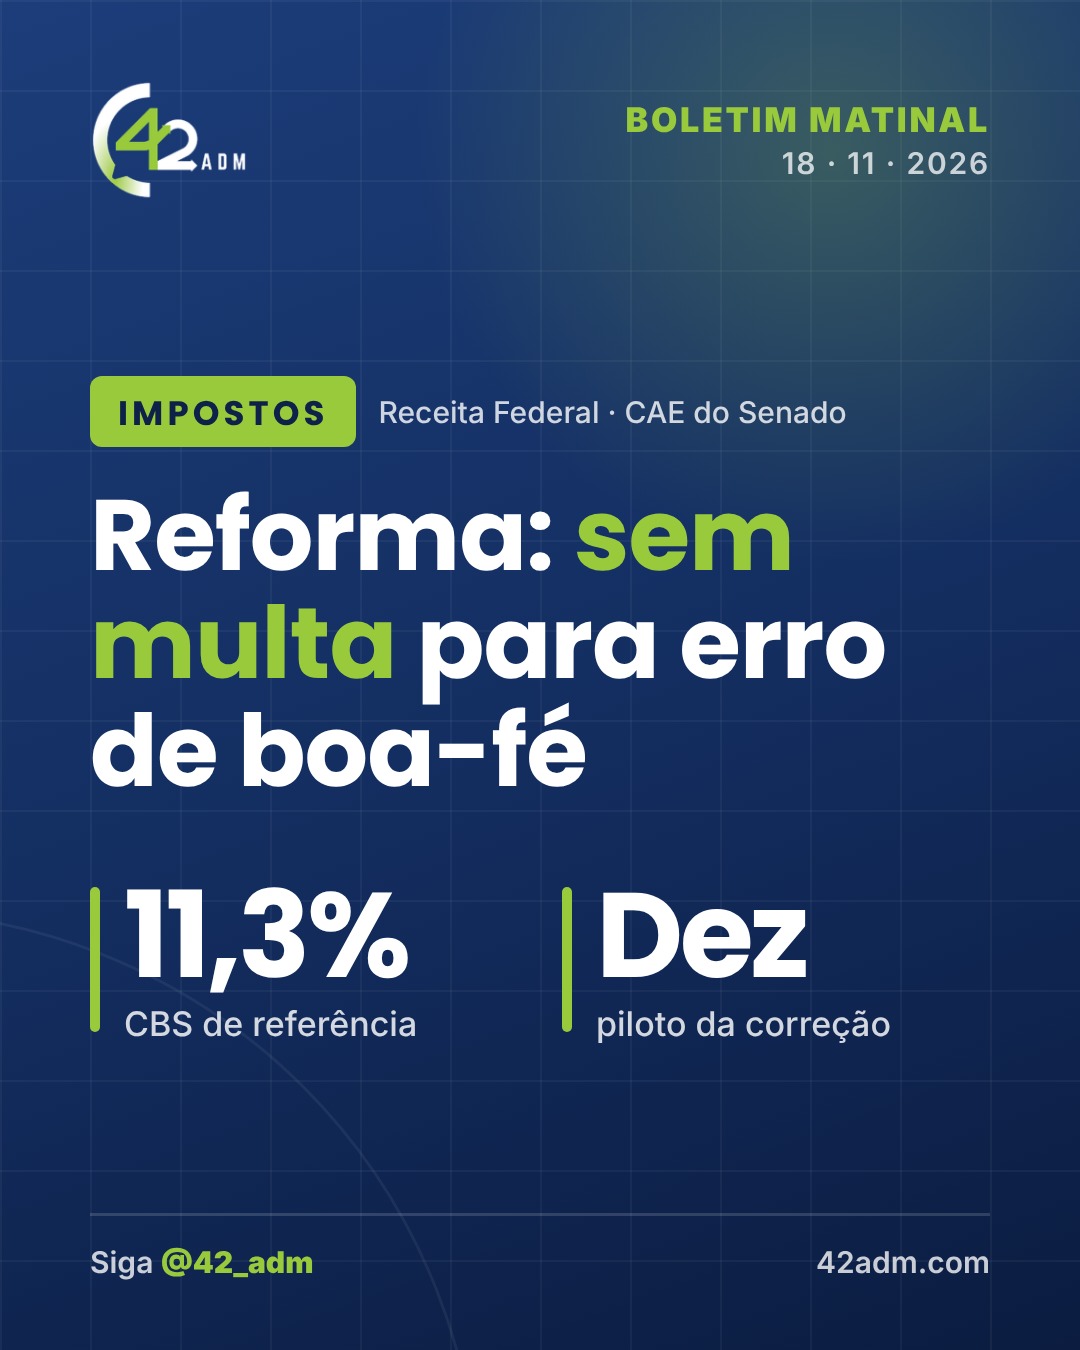 42 ADM
BOLETIM MATINAL
18 · 11 · 2026
IMPOSTOS
Receita Federal · CAE do Senado
Reforma: sem
multa para erro
de boa-fé
11,3%
CBS de referência
Dez
piloto da correção
Siga @42_adm
42adm.com